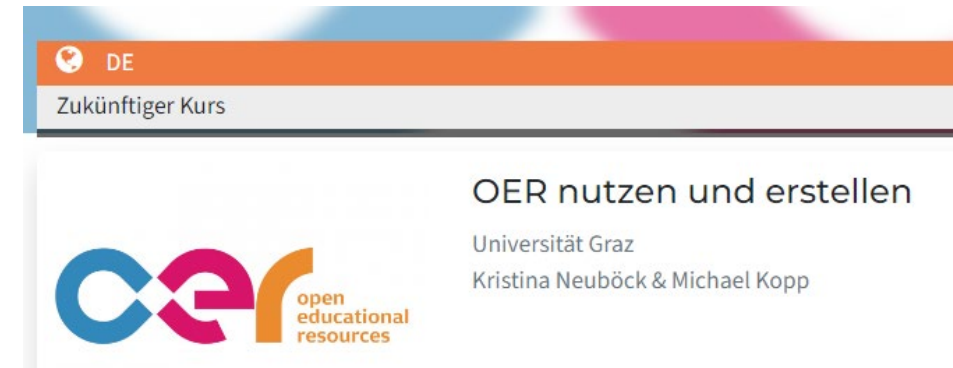 DE
Zukünftiger Kurs
OER nutzen und erstellen
Universität Graz
Kristina Neuböck & Michael Kopp
oer
open
educational
resources